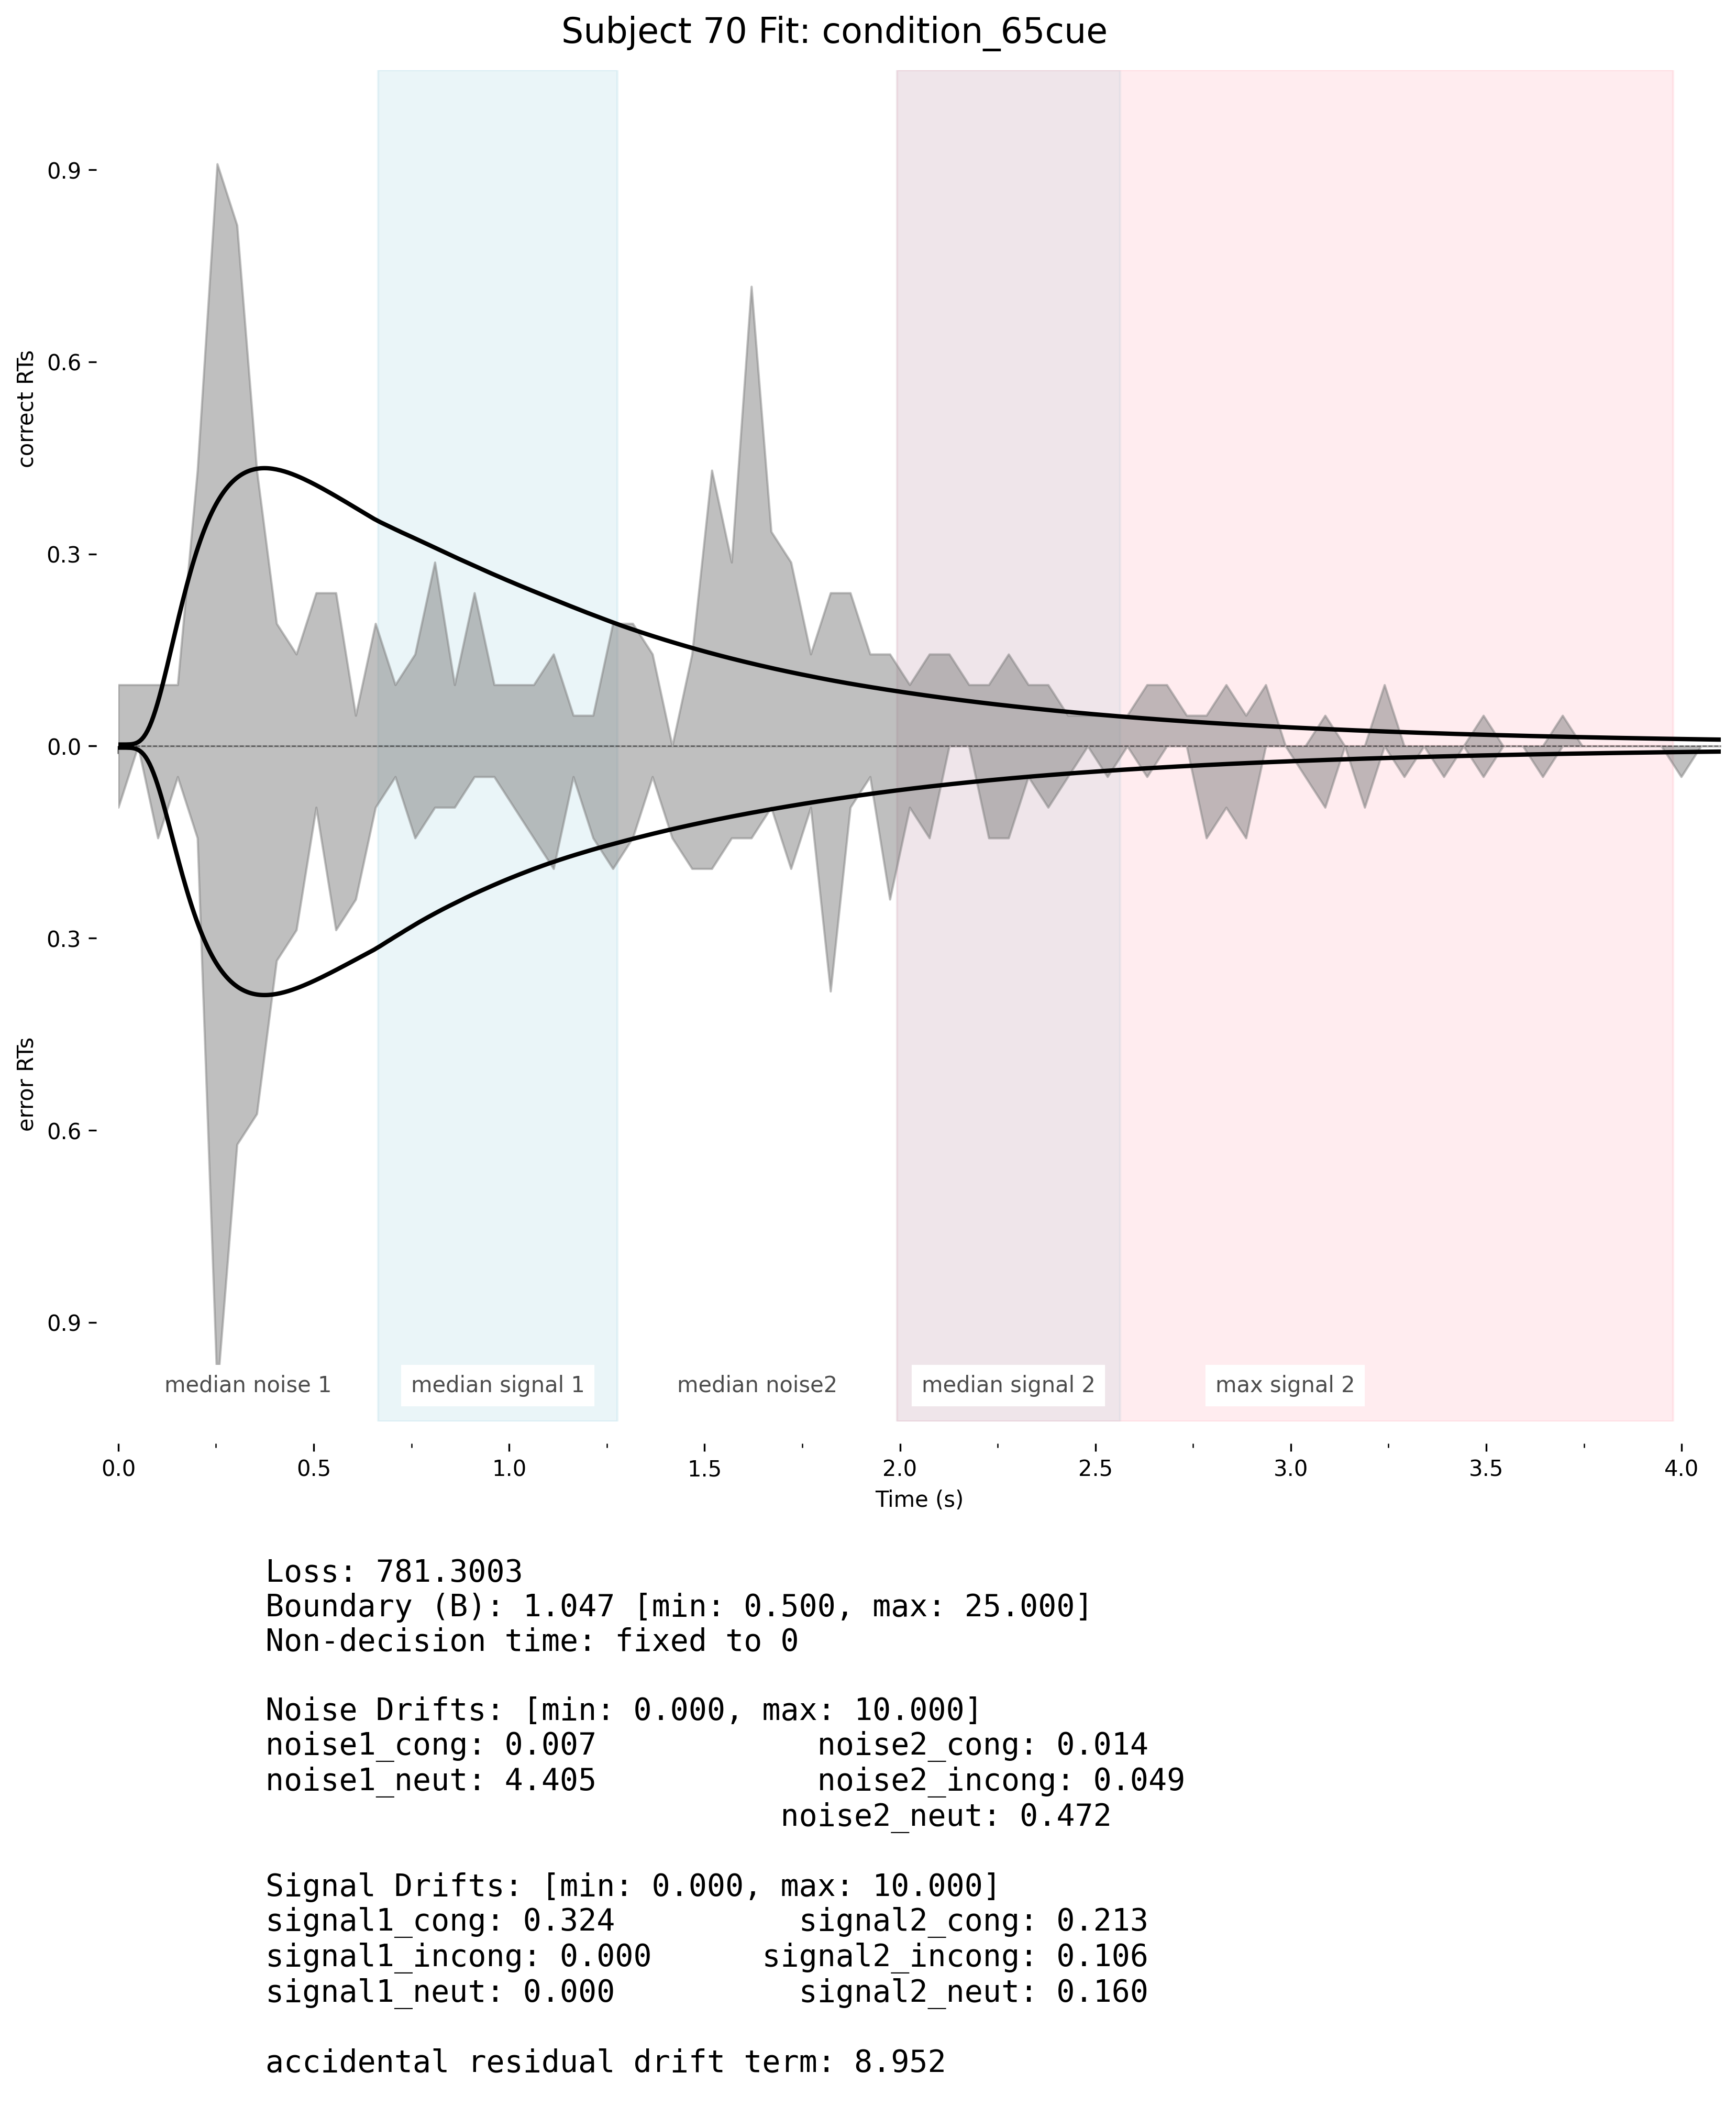 Subject 70 Fit: condition_65cue
0.9
0.6
0.3
0.0
0.3
0.6
0.9
correct RTs
error RTs
median noise 1
median signal 1
median noise2
median signal 2
max signal 2
0.0 0.5 1.0 1.5 2.0 2.5 3.0 3.5 4.0
Time (s)
Loss: 781.3003
Boundary (B): 1.047 [min: 0.500, max: 25.000]
Non-decision time: fixed to 0
Noise Drifts: [min: 0.000, max: 10.000]
noise1_cong: 0.007 noise2_cong: 0.014
noise1_neut: 4.405 noise2_incong: 0.049
noise2_neut: 0.472
Signal Drifts: [min: 0.000, max: 10.000]
signal1_cong: 0.324 signal2_cong: 0.213
signal1_incong: 0.000 signal2_incong: 0.106
signal1_neut: 0.000 signal2_neut: 0.160
accidental residual drift term: 8.952